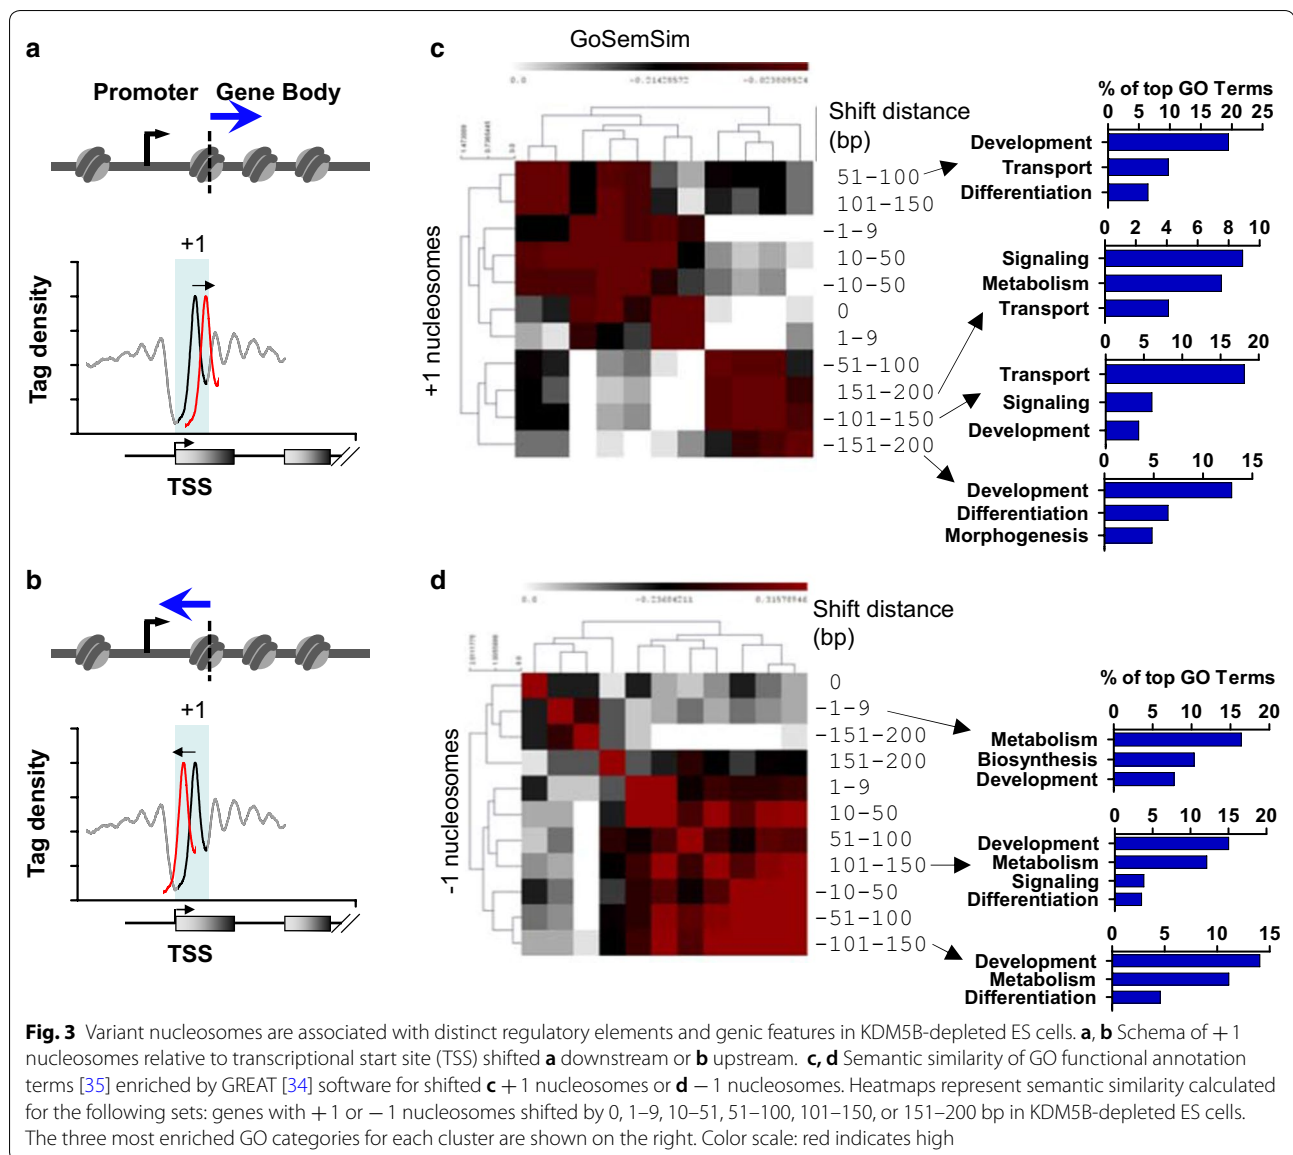 a
Promoter Gene Body
+1
Tag density
TSS
b
+1
Tag density
TSS
c
GoSemSim
0.0 -0.21428572 -0.023809524
Shift distance
(bp)
+1 nucleosomes
51-100
101-150
-1-9
10-50
-10-50
0
1-9
-51-100
151-200
-101-150
-151-200
% of top GO Terms
0 5 10 15 20 25
Development
Transport
Differentiation
0 2 4 6 8 10
Signaling
Metabolism
Transport
0 5 10 15 20
Transport
Signaling
Development
0 5 10 15
Development
Differentiation
Morphogenesis
d
0.0 -0.23684211 0.31578946
Shift distance
(bp)
-1 nucleosomes
0
-1-9
-151-200
151-200
1-9
10-50
51-100
101-150
-10-50
-51-100
-101-150
% of top GO Terms
0 5 10 15 20
Metabolism
Biosynthesis
Development
0 5 10 15 20
Development
Metabolism
Signaling
Differentiation
0 5 10 15
Development
Metabolism
Differentiation
Fig. 3 Variant nucleosomes are associated with distinct regulatory elements and genic features in KDM5B-depleted ES cells. a, b Schema of +1
nucleosomes relative to transcriptional start site (TSS) shifted a downstream or b upstream. c, d Semantic similarity of GO functional annotation
terms [35] enriched by GREAT [34] software for shifted c +1 nucleosomes or d −1 nucleosomes. Heatmaps represent semantic similarity calculated
for the following sets: genes with +1 or −1 nucleosomes shifted by 0, 1–9, 10–51, 51–100, 101–150, or 151–200 bp in KDM5B-depleted ES cells.
The three most enriched GO categories for each cluster are shown on the right. Color scale: red indicates high